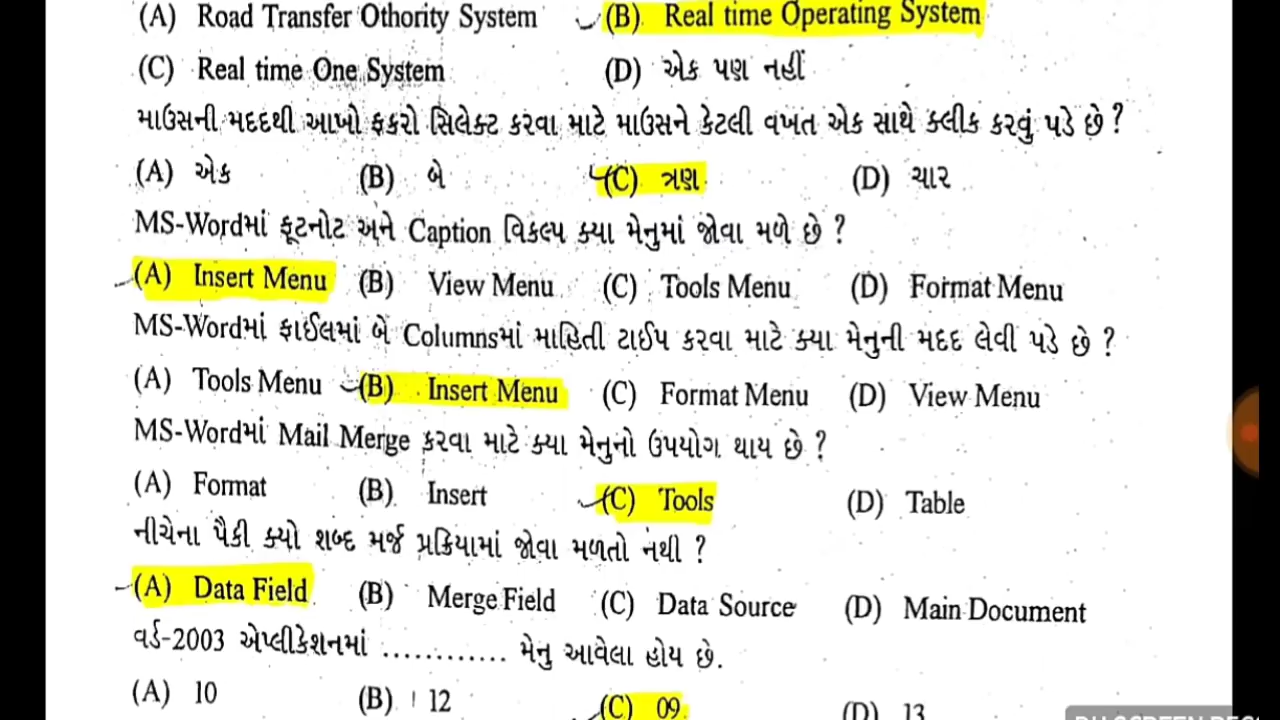 (A) Road Transfer Othority System (B) Real time Operating System
(C) Real time One System (D) એક પણ નહીં
માઉસની મદદથી આખો ફકરો સિલેક્ટ કરવા માટે માઉસને કેટલી વખત એક સાથે ક્લીક કરવું પડે છે ?
(A) એક (B) બે (C) ત્રણ (D) ચાર
MS-Wordમાં ફૂટનોટ અને Caption વિકલ્પ ક્યા મેનુમાં જોવા મળે છે ?
(A) Insert Menu (B) View Menu (C) Tools Menu (D) Format Menu
MS-Wordમાં ફાઈલમાં બે Columnsમાં માહિતી ટાઈપ કરવા માટે ક્યા મેનુની મદદ લેવી પડે છે ?
(A) Tools Menu (B) Insert Menu (C) Format Menu (D) View Menu
MS-Wordમાં Mail Merge કરવા માટે ક્યા મેનુનો ઉપયોગ થાય છે ?
(A) Format (B) Insert (C) Tools (D) Table
નીચેના પૈકી ક્યો શબ્દ મર્જ પ્રક્રિયામાં જોવા મળતો નથી ?
(A) Data Field (B) Merge Field (C) Data Source (D) Main Document
વર્ડ-2003 એપ્લીકેશનમાં ............ મેનુ આવેલા હોય છે.
(A) 10 (B) 12 (C) 09 (D) 13